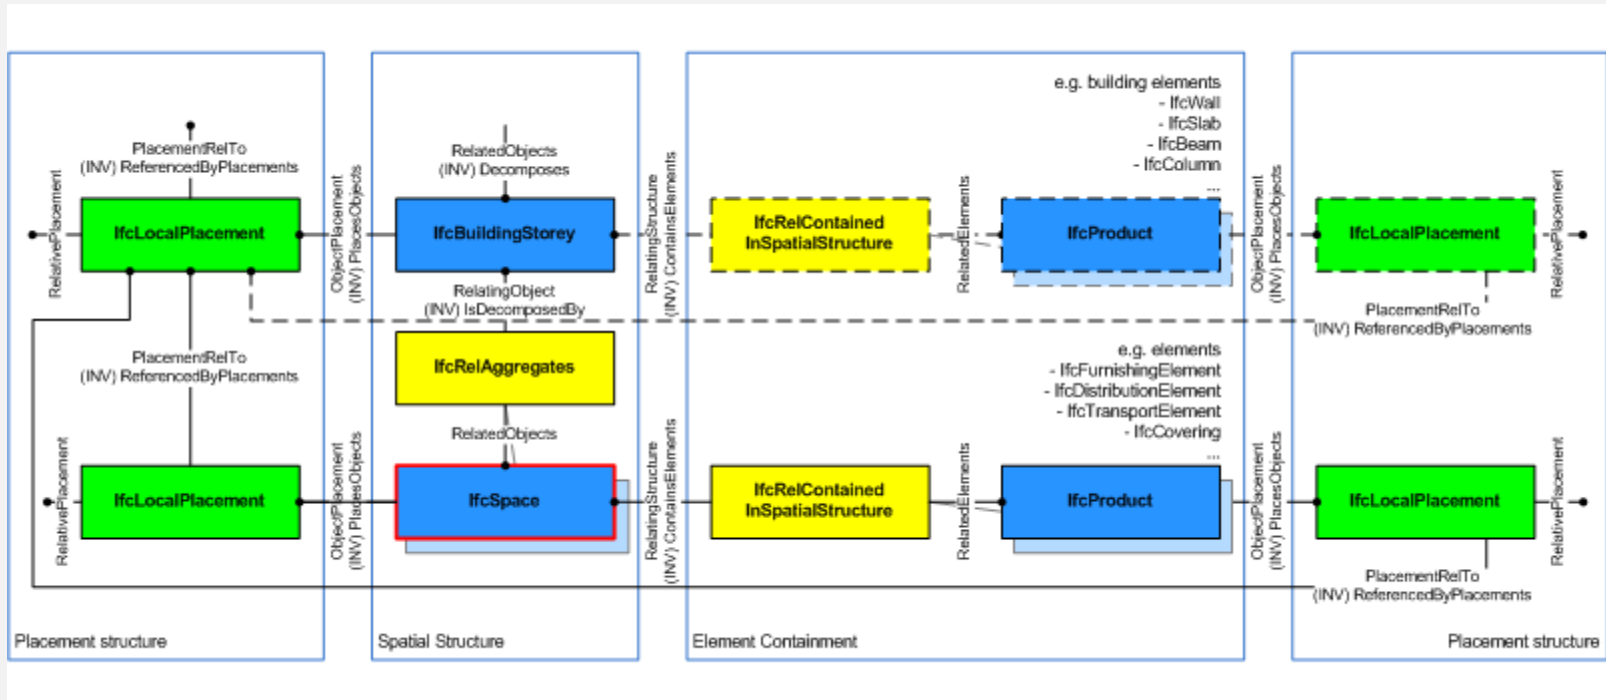 e.g. building elements
- IfcWall
- IfcSlab
- IfcBeam
- IfcColumn
...
PlacementRelTo
(INV) ReferencedByPlacements
RelatedObjects
(INV) Decomposes
RelativePlacement
IfcLocalPlacement
ObjectPlacement
(INV) PlacesObjects
IfcBuildingStorey
RelatingStructure
(INV) ContainsElements
IfcRelContained
InSpatialStructure
RelatedElements
IfcProduct
ObjectPlacement
(INV) PlacesObjects
IfcLocalPlacement
RelativePlacement
RelatingObject
(INV) IsDecomposedBy
PlacementRelTo
(INV) ReferencedByPlacements
PlacementRelTo
(INV) ReferencedByPlacements
IfcRelAggregates
e.g. elements
- IfcFurnishingElement
- IfcDistributionElement
- IfcTransportElement
- IfcCovering
...
RelatedObjects
RelativePlacement
IfcLocalPlacement
ObjectPlacement
(INV) PlacesObjects
IfcSpace
RelatingStructure
(INV) ContainsElements
IfcRelContained
InSpatialStructure
RelatedElements
IfcProduct
ObjectPlacement
(INV) PlacesObjects
IfcLocalPlacement
RelativePlacement
PlacementRelTo
(INV) ReferencedByPlacements
Placement structure
Spatial Structure
Element Containment
Placement structure